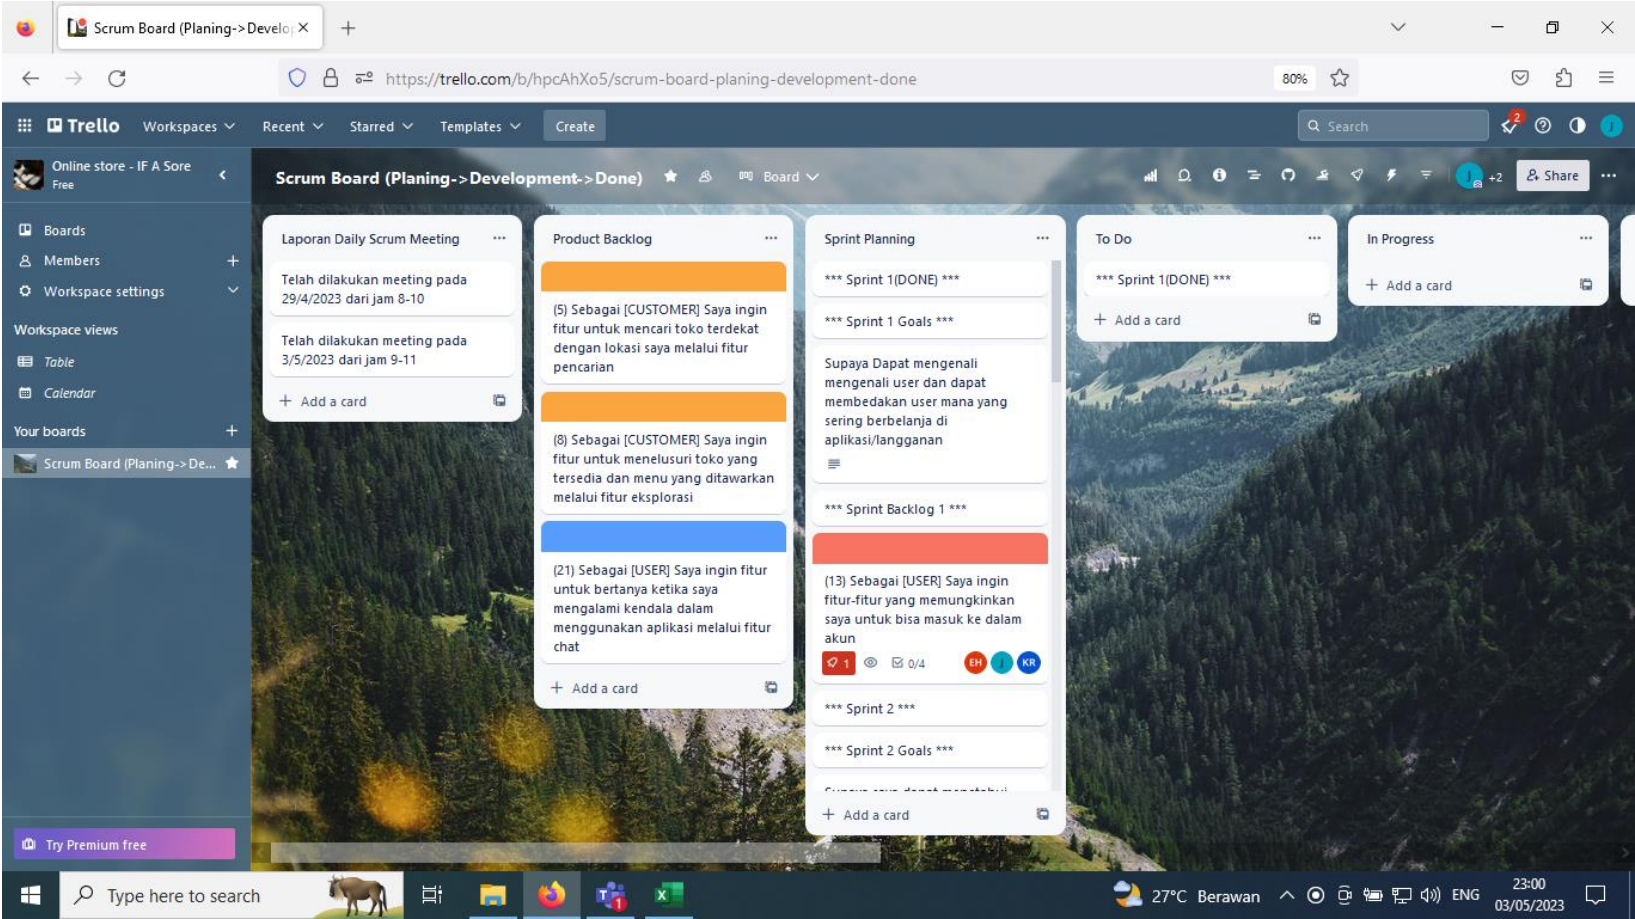 Scrum Board (Planing->Develo
https://trello.com/b/hpcAhXo5/scrum-board-planing-development-done
80%
Trello
Workspaces
Recent
Starred
Templates
Create
Search
2
J
Online store - IF A Sore
Free
Scrum Board (Planing->Development->Done)
Board
J
+2
Share
Boards
Members
Workspace settings
Workspace views
Table
Calendar
Your boards
Scrum Board (Planing->De...
Try Premium free
Laporan Daily Scrum Meeting
Telah dilakukan meeting pada
29/4/2023 dari jam 8-10
Telah dilakukan meeting pada
3/5/2023 dari jam 9-11
+ Add a card
Product Backlog
(5) Sebagai [CUSTOMER] Saya ingin
fitur untuk mencari toko terdekat
dengan lokasi saya melalui fitur
pencarian
(8) Sebagai [CUSTOMER] Saya ingin
fitur untuk menelusuri toko yang
tersedia dan menu yang ditawarkan
melalui fitur eksplorasi
(21) Sebagai [USER] Saya ingin fitur
untuk bertanya ketika saya
mengalami kendala dalam
menggunakan aplikasi melalui fitur
chat
+ Add a card
Sprint Planning
*** Sprint 1(DONE) ***
*** Sprint 1 Goals ***
Supaya Dapat mengenali
mengenali user dan dapat
membedakan user mana yang
sering berbelanja di
aplikasi/langganan
*** Sprint Backlog 1 ***
(13) Sebagai [USER] Saya ingin
fitur-fitur yang memungkinkan
saya untuk bisa masuk ke dalam
akun
1
0/4
EH
J
KR
*** Sprint 2 ***
*** Sprint 2 Goals ***
Supaya saya dapat mengetahui
+ Add a card
To Do
*** Sprint 1(DONE) ***
+ Add a card
In Progress
+ Add a card
Type here to search
1
27°C Berawan
ENG
23:00
03/05/2023